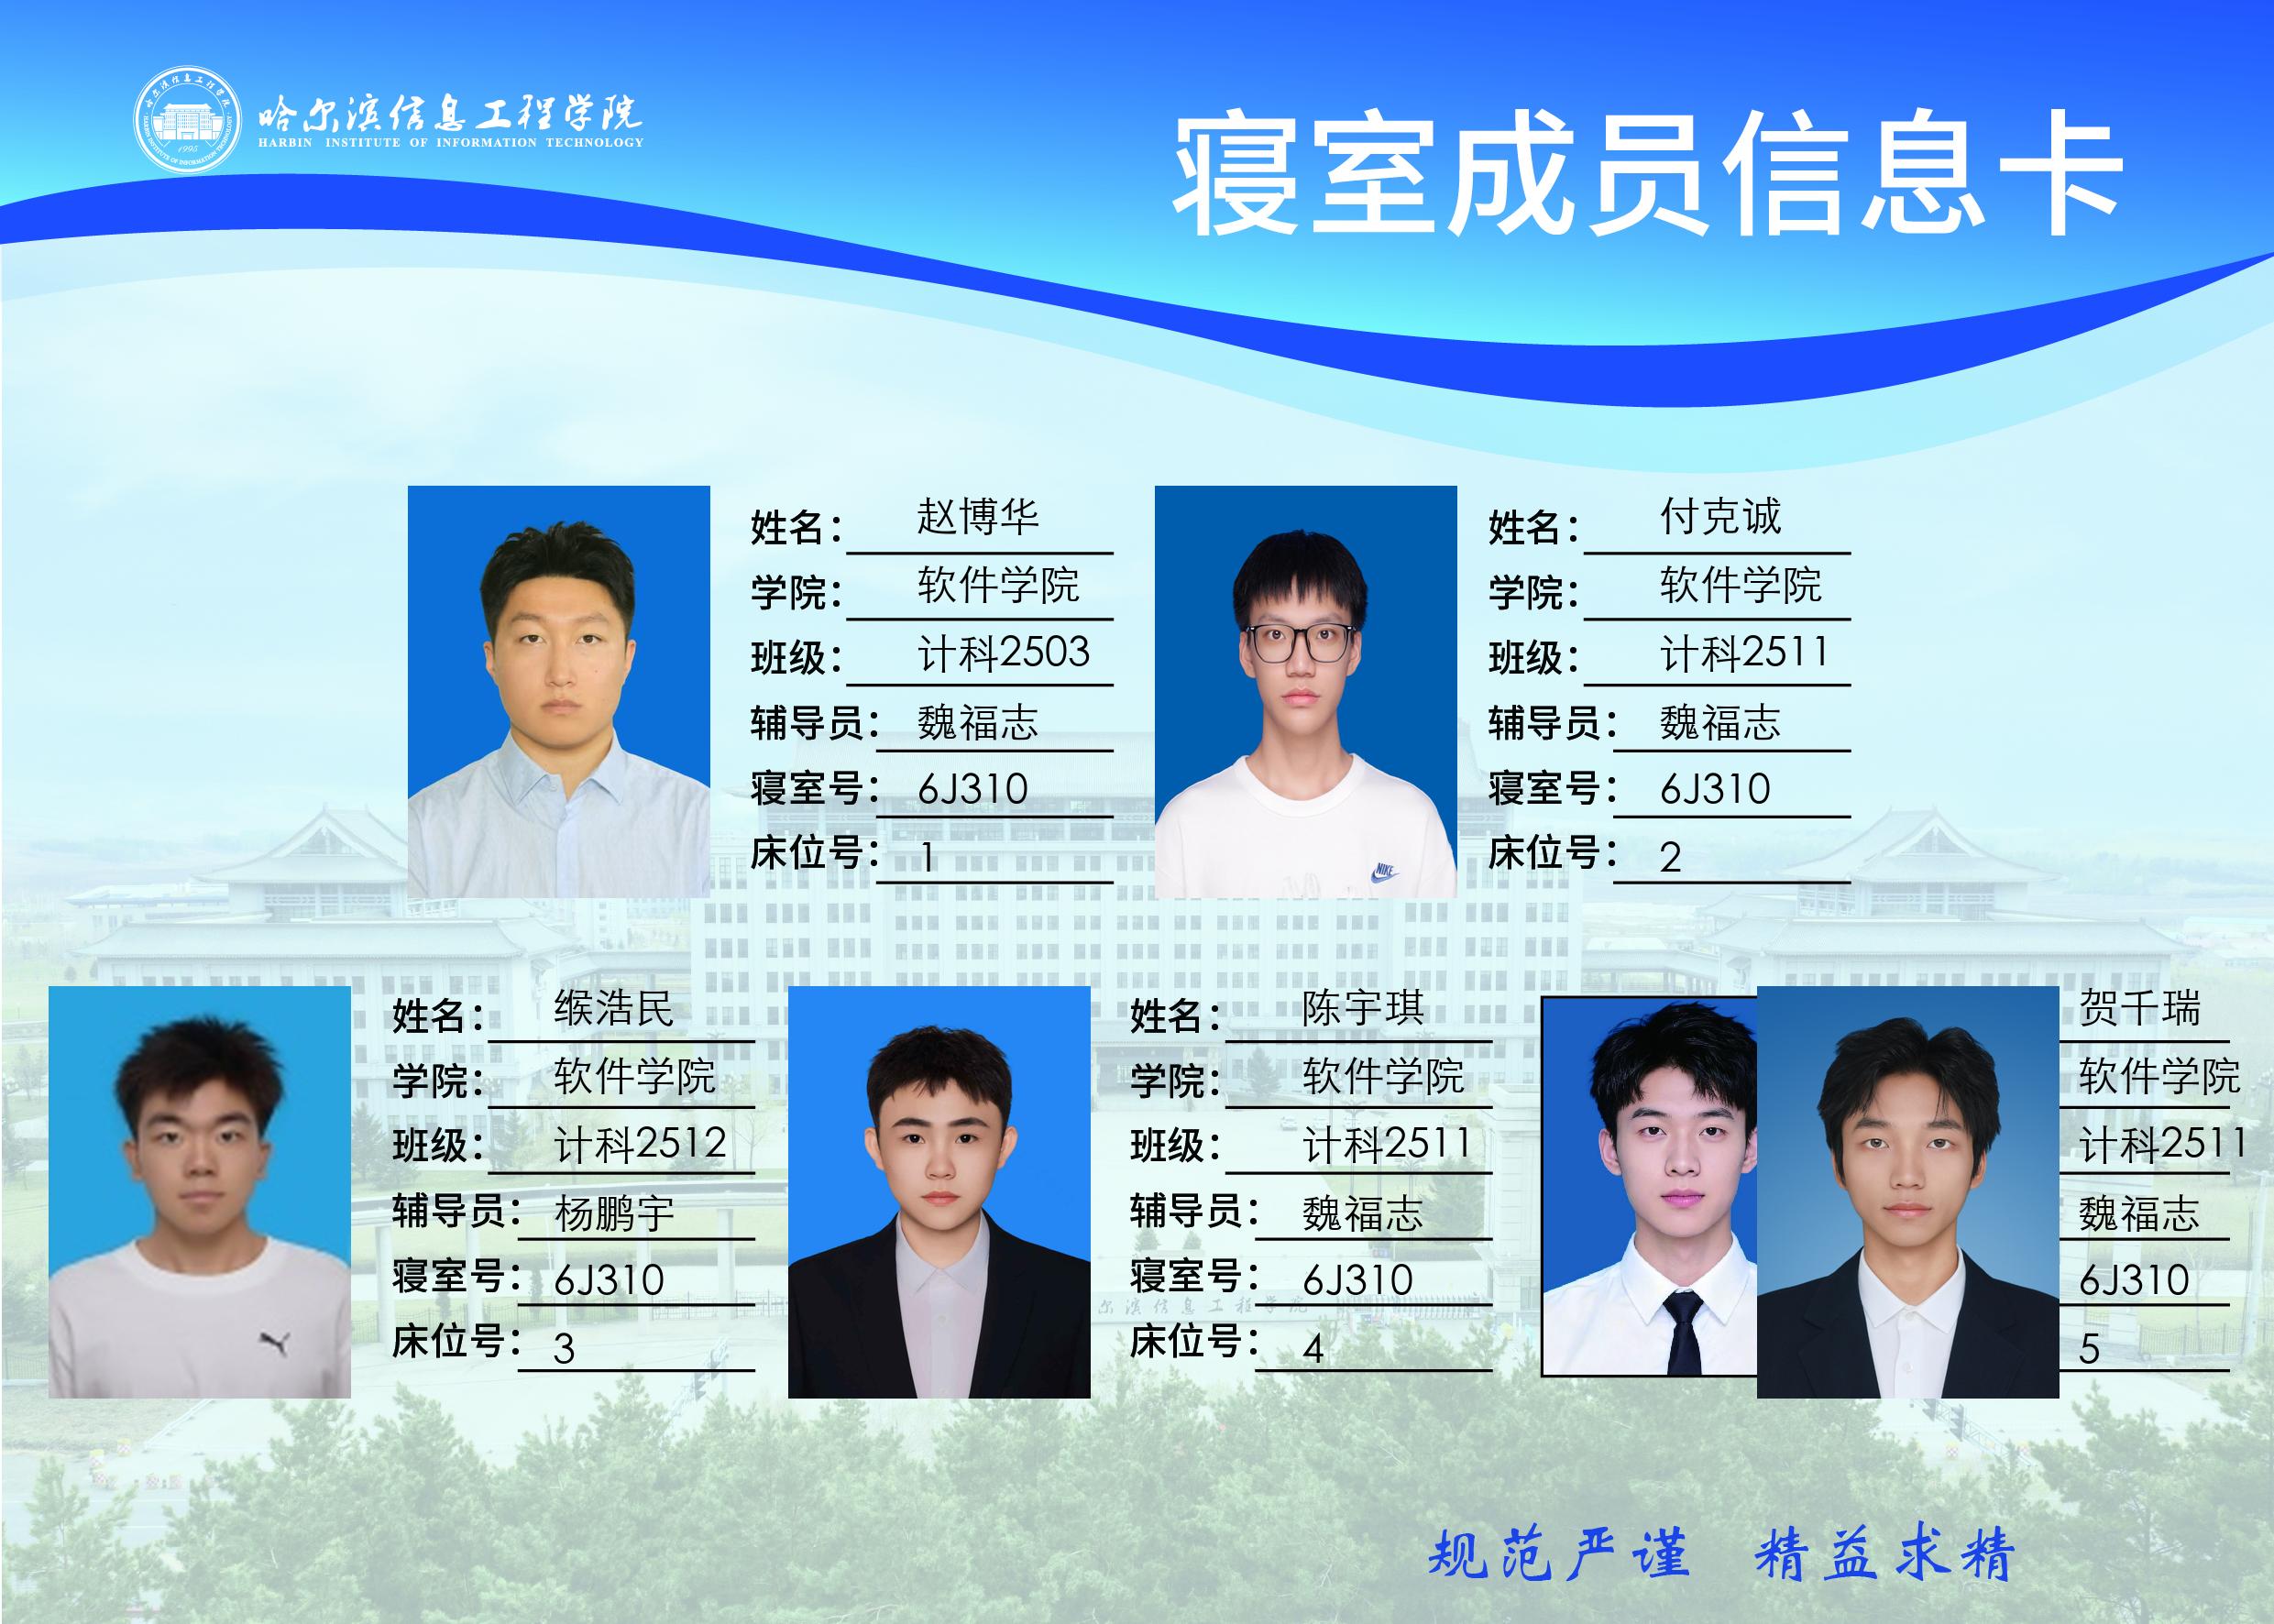 哈尔滨信息工程学院
HARBIN INSTITUTE OF INFORMATION TECHNOLOGY
1995
寝室成员信息卡
姓名： 赵博华
学院： 软件学院
班级： 计科2503
辅导员： 魏福志
寝室号： 6J310
床位号： 1
NIKE
姓名： 付克诚
学院： 软件学院
班级： 计科2511
辅导员： 魏福志
寝室号： 6J310
床位号： 2
姓名： 缑浩民
学院： 软件学院
班级： 计科2512
辅导员： 杨鹏宇
寝室号： 6J310
床位号： 3
姓名： 陈宇琪
学院： 软件学院
班级： 计科2511
辅导员： 魏福志
寝室号： 6J310
床位号： 4
贺千瑞
软件学院
计科2511
魏福志
6J310
5
尔滨信息工程学院
规范严谨 精益求精